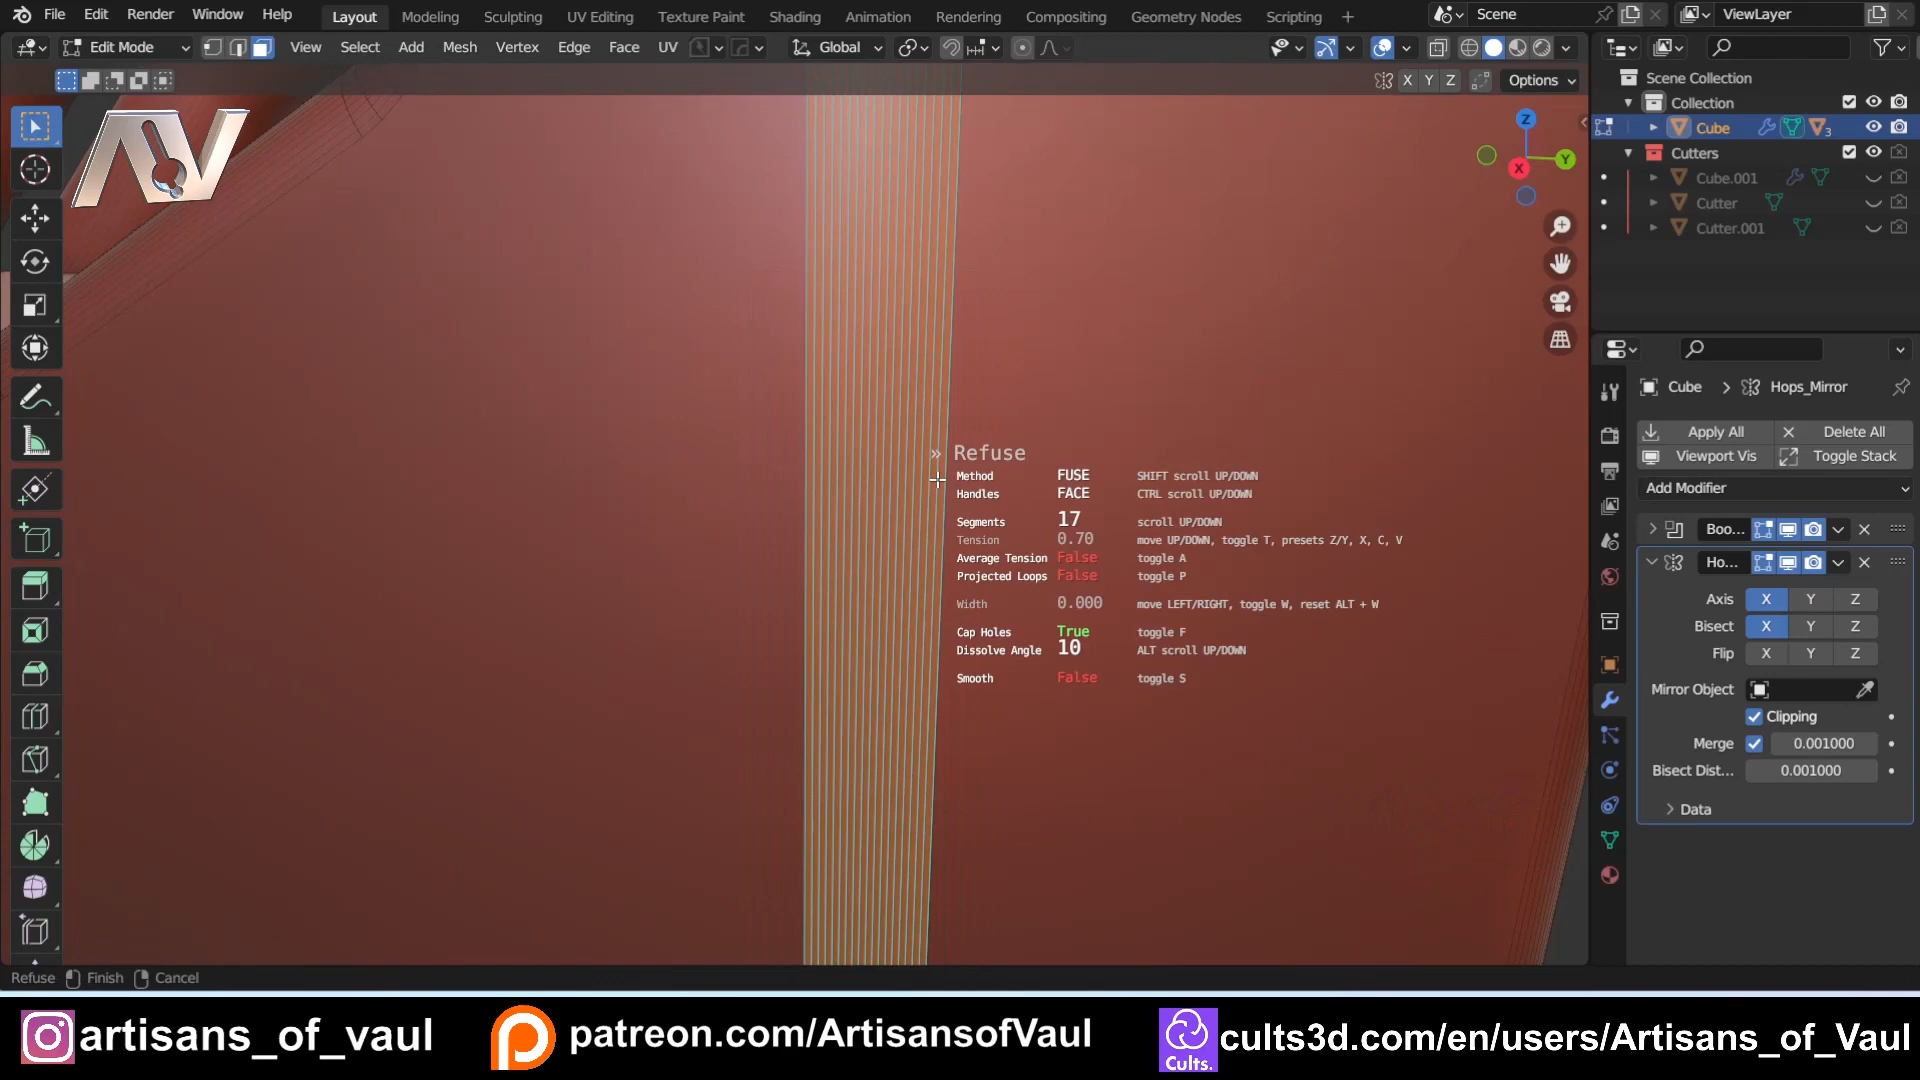 File Edit Render Window Help Layout Modeling Sculpting UV Editing Texture Paint Shading Animation Rendering Compositing Geometry Nodes Scripting + Scene ViewLayer
Edit Mode View Select Add Mesh Vertex Edge Face UV Global
X Y Z Options
Scene Collection
Collection
Cube 3
Cutters
Cube.001
Cutter
Cutter.001
AV
Z
Y
X
Cube > Hops_Mirror
Apply All Delete All
Viewport Vis Toggle Stack
Add Modifier
Boo...
Ho...
Axis X Y Z
Bisect X Y Z
Flip X Y Z
Mirror Object
Clipping
Merge 0.001000
Bisect Dist... 0.001000
Data
» Refuse
Method FUSE SHIFT scroll UP/DOWN
Handles FACE CTRL scroll UP/DOWN
Segments 17 scroll UP/DOWN
Tension 0.70 move UP/DOWN, toggle T, presets Z/Y, X, C, V
Average Tension False toggle A
Projected Loops False toggle P
Width 0.000 move LEFT/RIGHT, toggle W, reset ALT + W
Cap Holes True toggle F
Dissolve Angle 10 ALT scroll UP/DOWN
Smooth False toggle S
Refuse Finish Cancel
artisans_of_vaul patreon.com/ArtisansofVaul Cults. cults3d.com/en/users/Artisans_of_Vaul